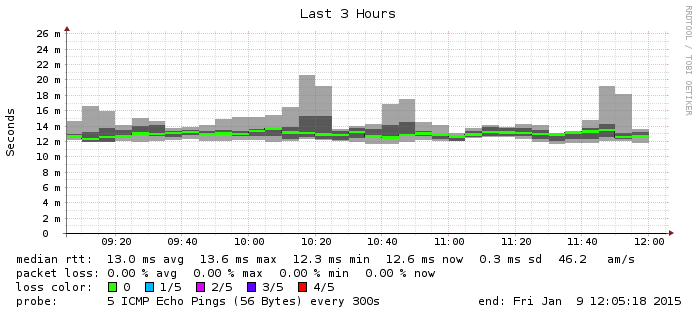 Last 3 Hours
RRDTOOL / TOBI OETIKER
Seconds
26 m
24 m
22 m
20 m
18 m
16 m
14 m
12 m
10 m
8 m
6 m
4 m
2 m
0
09:20 09:40 10:00 10:20 10:40 11:00 11:20 11:40 12:00
median rtt: 13.0 ms avg 13.6 ms max 12.3 ms min 12.6 ms now 0.3 ms sd 46.2 am/s
packet loss: 0.00 % avg 0.00 % max 0.00 % min 0.00 % now
loss color: 0 1/5 2/5 3/5 4/5
probe: 5 ICMP Echo Pings (56 Bytes) every 300s end: Fri Jan 9 12:05:18 2015